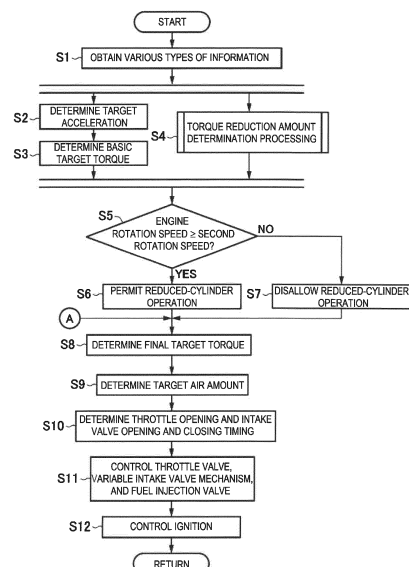 START
S1
OBTAIN VARIOUS TYPES OF INFORMATION
S2
DETERMINE TARGET
ACCELERATION
S3
DETERMINE BASIC
TARGET TORQUE
S4
TORQUE REDUCTION AMOUNT
DETERMINATION PROCESSING
S5
ENGINE
ROTATION SPEED ≥ SECOND
ROTATION SPEED?
NO
YES
S6
PERMIT REDUCED-CYLINDER
OPERATION
S7
DISALLOW REDUCED-CYLINDER
OPERATION
A
S8
DETERMINE FINAL TARGET TORQUE
S9
DETERMINE TARGET AIR AMOUNT
S10
DETERMINE THROTTLE OPENING AND INTAKE
VALVE OPENING AND CLOSING TIMING
S11
CONTROL THROTTLE VALVE,
VARIABLE INTAKE VALVE MECHANISM,
AND FUEL INJECTION VALVE
S12
CONTROL IGNITION
RETURN